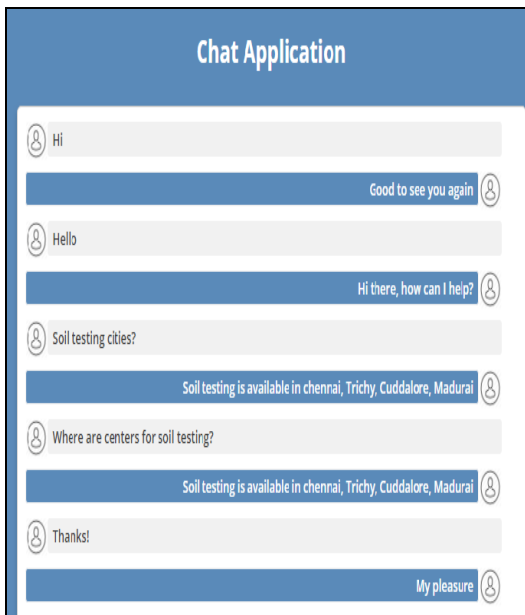 Chat Application
Hi
Good to see you again
Hello
Hi there, how can I help?
Soil testing cities?
Soil testing is available in chennai, Trichy, Cuddalore, Madurai
Where are centers for soil testing?
Soil testing is available in chennai, Trichy, Cuddalore, Madurai
Thanks!
My pleasure